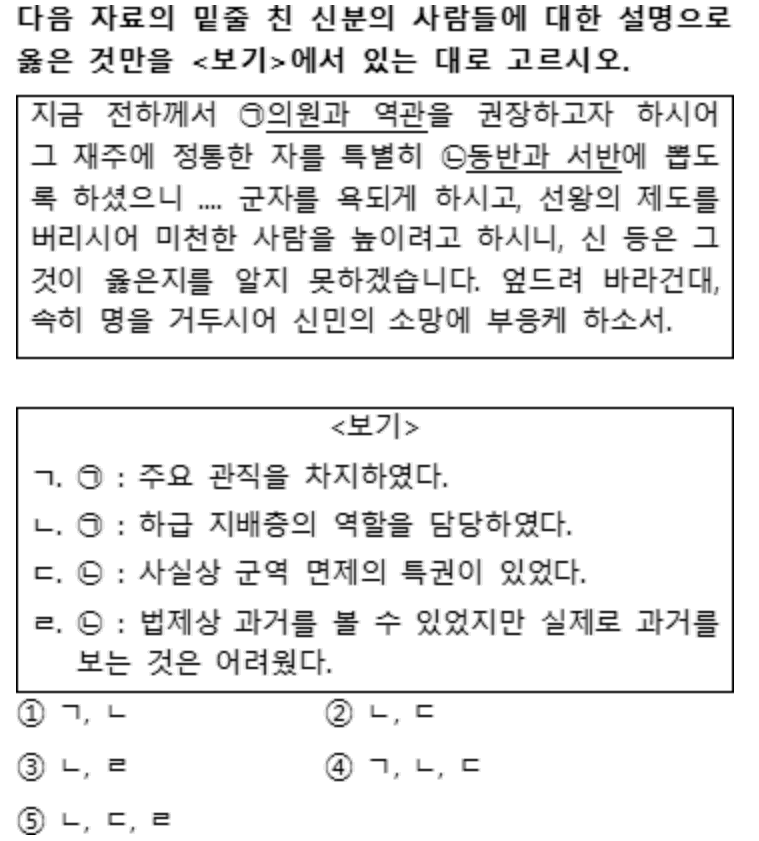 다음 자료의 밑줄 친 신분의 사람들에 대한 설명으로
옳은 것만을 <보기>에서 있는 대로 고르시오.
지금 전하께서 ㉠의원과 역관을 권장하고자 하시어
그 재주에 정통한 자를 특별히 ㉡동반과 서반에 뽑도
록 하셨으니 .... 군자를 욕되게 하시고, 선왕의 제도를
버리시어 미천한 사람을 높이려고 하시니, 신 등은 그
것이 옳은지를 알지 못하겠습니다. 엎드려 바라건대,
속히 명을 거두시어 신민의 소망에 부응케 하소서.
<보기>
ㄱ. ㉠ : 주요 관직을 차지하였다.
ㄴ. ㉠ : 하급 지배층의 역할을 담당하였다.
ㄷ. ㉡ : 사실상 군역 면제의 특권이 있었다.
ㄹ. ㉡ : 법제상 과거를 볼 수 있었지만 실제로 과거를
보는 것은 어려웠다.
① ㄱ, ㄴ ② ㄴ, ㄷ
③ ㄴ, ㄹ ④ ㄱ, ㄴ, ㄷ
⑤ ㄴ, ㄷ, ㄹ